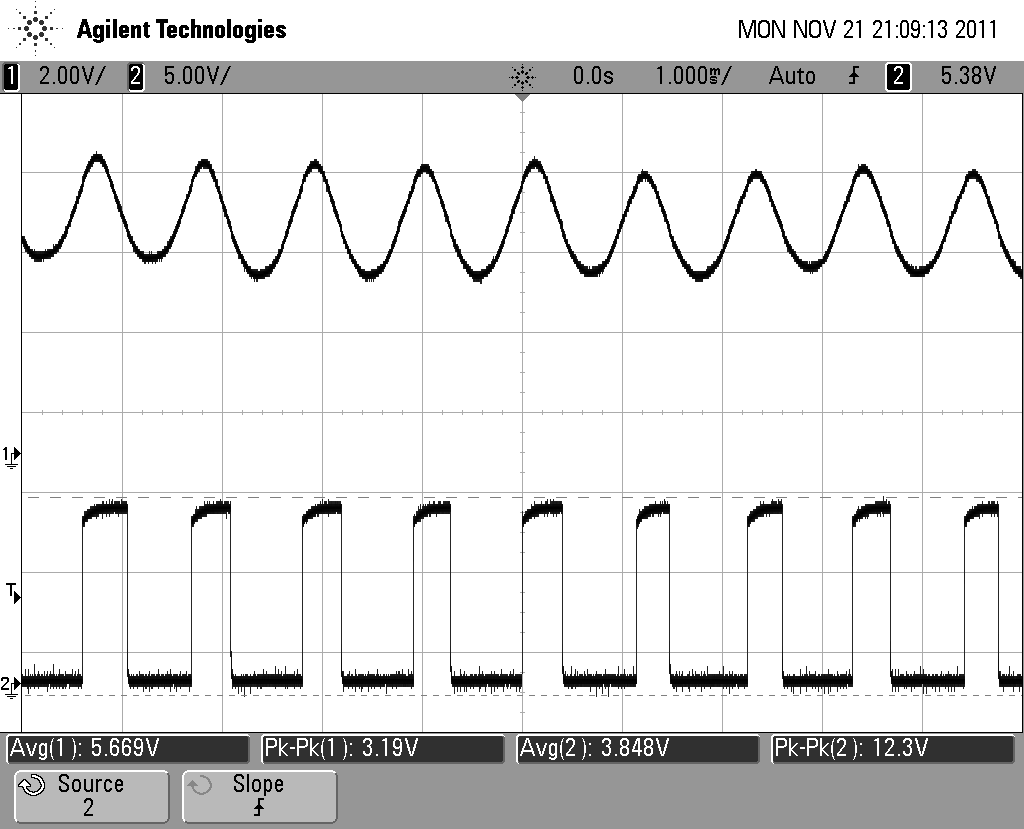 Agilent Technologies MON NOV 21 21:09:13 2011
1 2.00V/ 2 5.00V/ 0.0s 1.000ms/ Auto 2 5.38V
1
T
2
Avg(1): 5.669V Pk-Pk(1): 3.19V Avg(2): 3.848V Pk-Pk(2): 12.3V
Source Slope
2